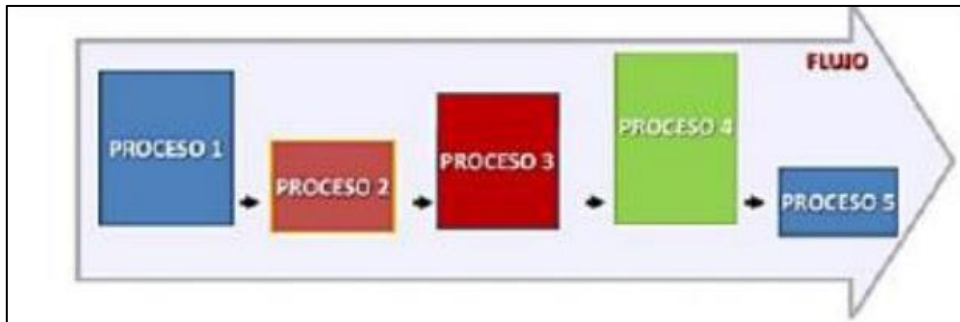 FLUJO
PROCESO 1
PROCESO 2
PROCESO 3
PROCESO 4
PROCESO 5